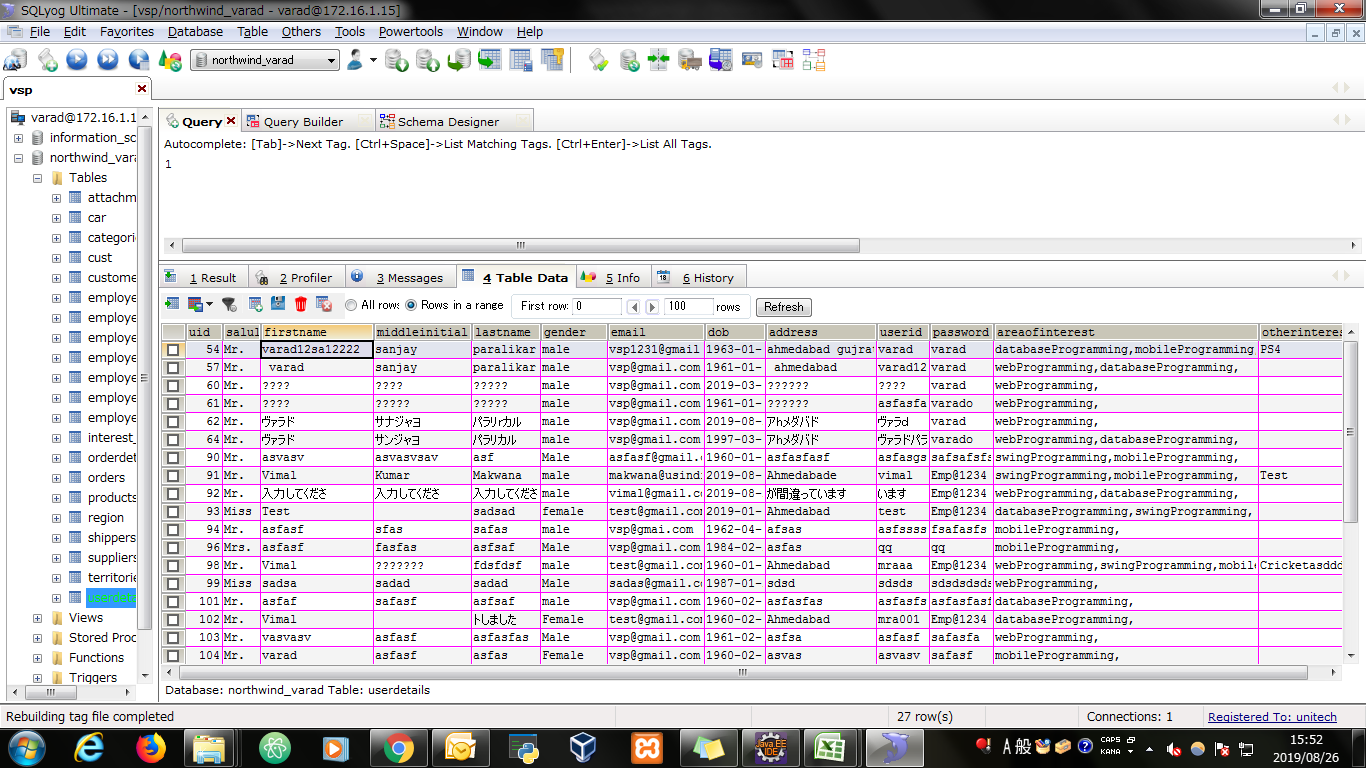 SQLyog Ultimate - [vsp/northwind_varad - varad@172.16.1.15]
File Edit Favorites Database Table Others Tools Powertools Window Help
northwind_varad
vsp
varad@172.16.1.1
information_sc
northwind_vara
Tables
attachm
car
categori
cust
custome
employe
employe
employe
employe
employe
employe
employe
interest_
orderdet
orders
products
region
shippers
suppliers
territorie
userdet
Views
Stored Proc
Functions
Triggers
Query Query Builder Schema Designer
Autocomplete: [Tab]->Next Tag. [Ctrl+Space]->List Matching Tags. [Ctrl+Enter]->List All Tags.
1
1 Result 2 Profiler 3 Messages 4 Table Data 5 Info 6 History
All rows Rows in a range First row: 0 100 rows Refresh
uid salut firstname middleinitial lastname gender email dob address userid password areaofinterest otherinteres
54 Mr. varad12sa12222 sanjay paralikar male vsp1231@gmail 1963-01- ahmedabad gujra varad varad databaseProgramming,mobileProgramming PS4
57 Mr. varad sanjay paralikar male vsp@gmail.com 1961-01- ahmedabad varad12 varad webProgramming,databaseProgramming,
60 Mr. ???? ???? ????? male vsp@gmail.com 2019-03- ?????? ???? varad webProgramming,
61 Mr. ???? ????? ????? male vsp@gmail.com 1961-01- ?????? asfasfa varado webProgramming,
62 Mr. ヴァラド サナジャヨ パラリrカル male vsp@gmail.com 2019-08- アhメダバド ヴァラd varad webProgramming,
64 Mr. ヴァラド サンジャヨ パラリカル male vsp@gmail.com 1997-03- アhメダバド ヴァラドパラ varado webProgramming,databaseProgramming,
90 Mr. asvasv asvasvsav asf Male asfasf@gmail. 1960-01- asfasfasf asfasgs safsafsfs swingProgramming,mobileProgramming,
91 Mr. Vimal Kumar Makwana male makwana@usind 2019-08- Ahmedabade vimal Emp@1234 swingProgramming,mobileProgramming, Test
92 Mr. 入力してくださ 入力してくださ 入力してくださ male vimal@gmail.c 2019-08- が間違っています います Emp@1234 webProgramming,databaseProgramming,
93 Miss Test sadsad female test@gmail.co 2019-01- Ahmedabad test Emp@1234 databaseProgramming,swingProgramming,
94 Mr. asfasf sfas safas male vsp@gmai.com 1962-04- afsas asfssss fsafasfs mobileProgramming,
96 Mrs. asfasf fasfas asfsaf Male vsp@gmail.com 1984-02- asfas qq qq mobileProgramming,
98 Mr. Vimal ??????? fdsfdsf Male test@gmail.co 1960-01- Ahmedabad mraaa Emp@1234 webProgramming,swingProgramming,mobil Cricketasddd
99 Miss sadsa sadad sadad Male sadas@gmail.c 1987-01- sdsd sdsds sdsdsdsds webProgramming,
101 Mr. asfaf safasf asfsaf male vsp@gmail.com 1960-02- asfasfas asfasfs asfasfasf databaseProgramming,
102 Mr. Vimal トしました Female test@gmail.co 1960-02- Ahmedabad mra001 Emp@1234 databaseProgramming,
103 Mr. vasvasv asfasf asfasfas Male vsp@gmail.com 1961-02- asfsa asfasf safasfa webProgramming,
104 Mr. varad asfasf asfas Female vsp@gmail.com 1960-02- asvas asvasv safasf mobileProgramming,
Database: northwind_varad Table: userdetails
Rebuilding tag file completed 27 row(s) Connections: 1 Registered To: unitech
Java EE IDE
A 般 CAPS KANA
15:52
2019/08/26